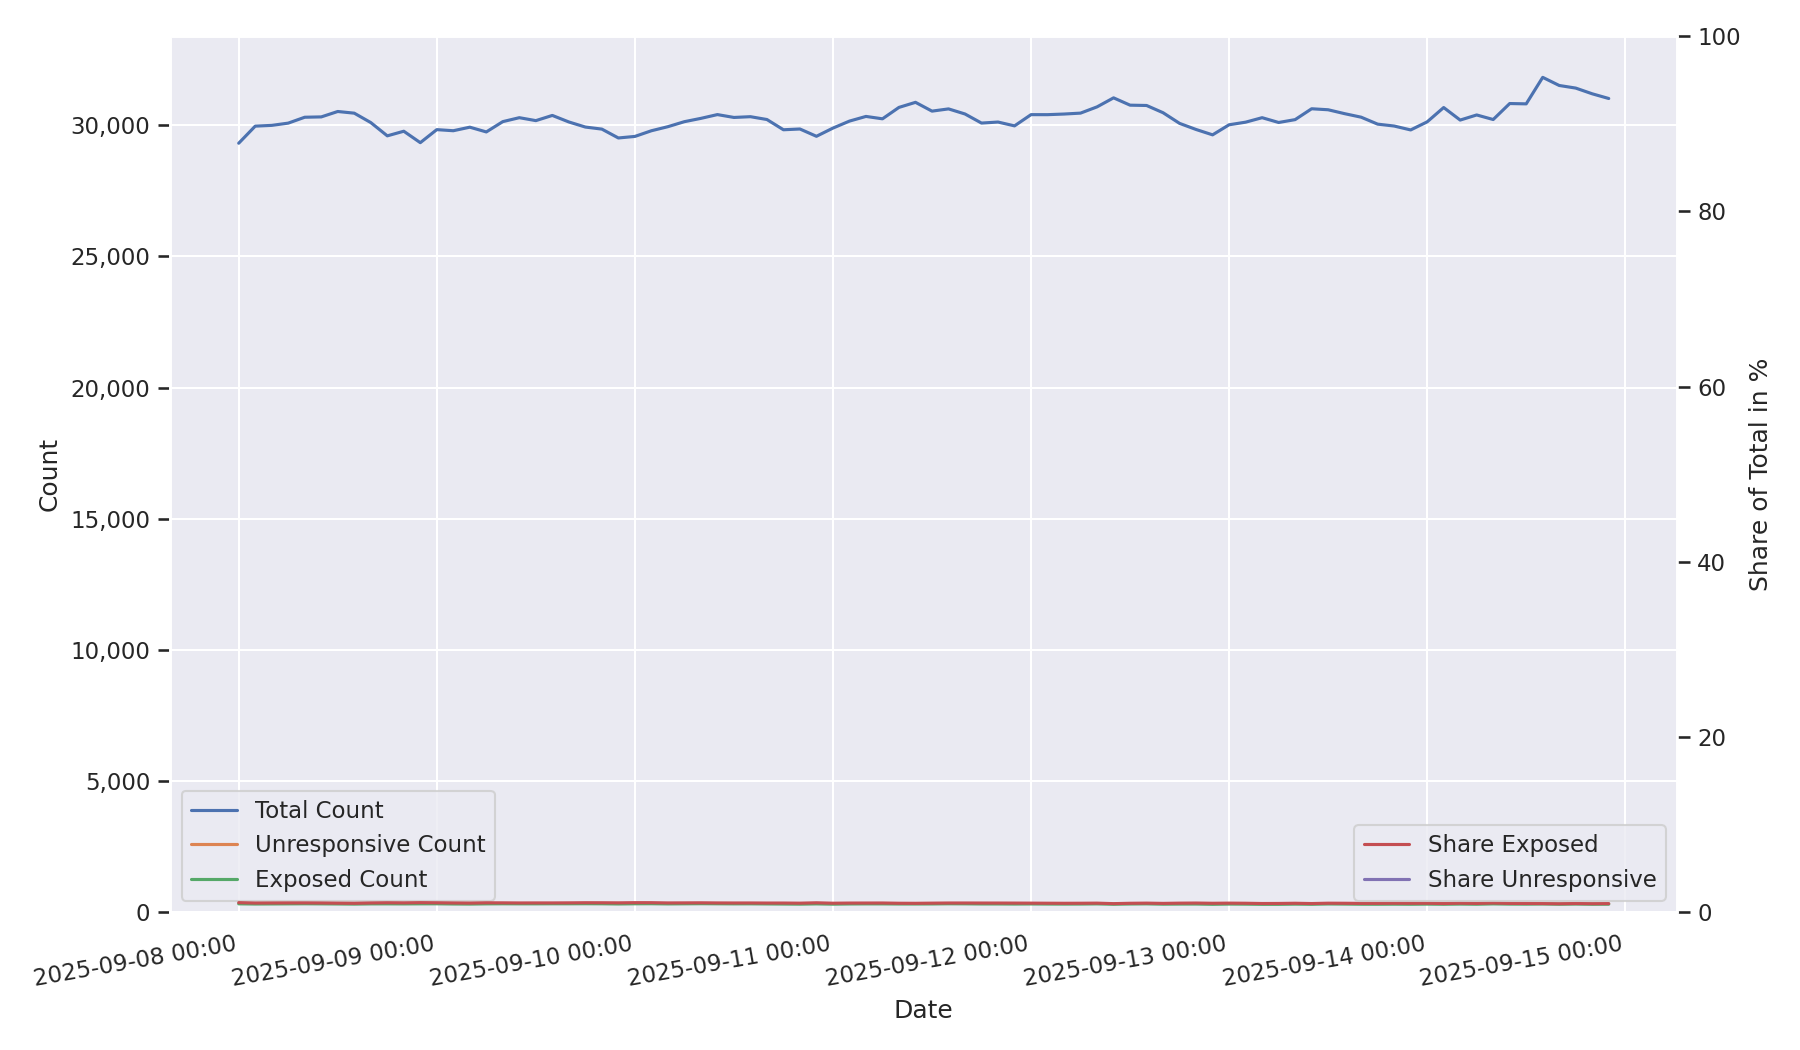 100
30,000
80
25,000
20,000
60
Count
Share of Total in %
15,000
40
10,000
20
5,000
Total Count
Unresponsive Count
Exposed Count
Share Exposed
Share Unresponsive
0
0
2025-09-08 00:00
2025-09-09 00:00
2025-09-10 00:00
2025-09-11 00:00
2025-09-12 00:00
2025-09-13 00:00
2025-09-14 00:00
2025-09-15 00:00
Date